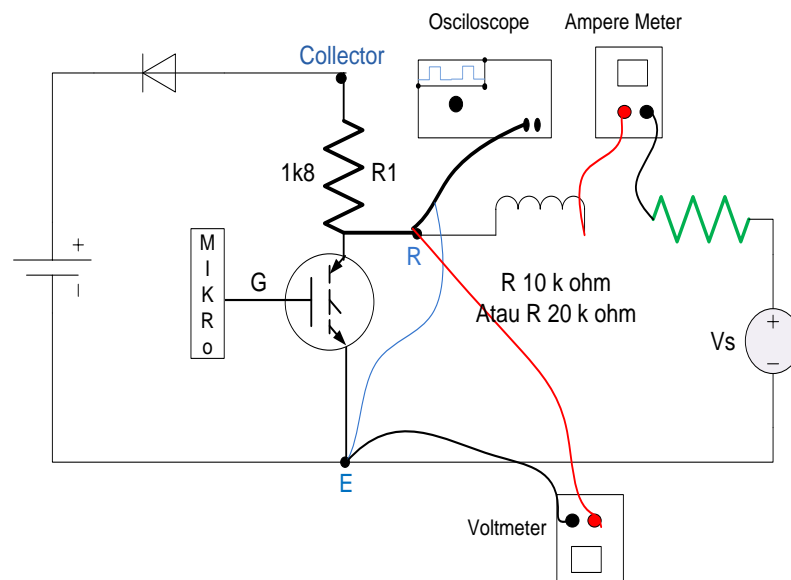 Osciloscope
Ampere Meter
Collector
1k8
R1
+
−
M
I
K
R
o
G
R
R 10 k ohm
Atau R 20 k ohm
Vs
+
−
E
Voltmeter